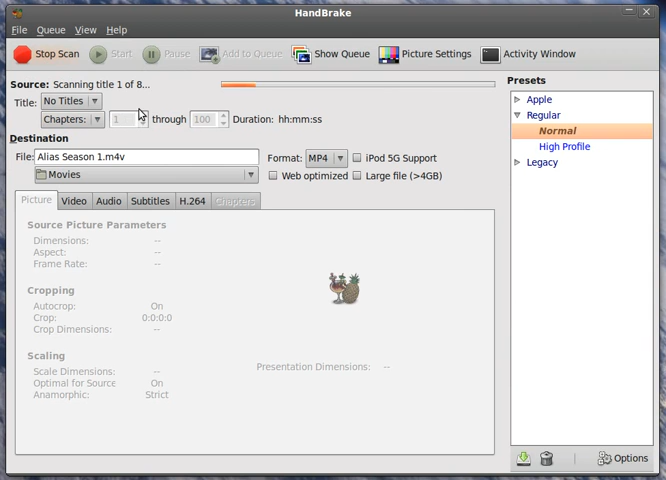 HandBrake
File Queue View Help
Stop Scan Start Pause Add to Queue Show Queue Picture Settings Activity Window
Source: Scanning title 1 of 8...
Title: No Titles
Chapters: 1 through 100 Duration: hh:mm:ss
Destination
File: Alias Season 1.m4v Format: MP4 iPod 5G Support
Movies Web optimized Large file (>4GB)
Picture Video Audio Subtitles H.264 Chapters
Source Picture Parameters
Dimensions: --
Aspect: --
Frame Rate: --
Cropping
Autocrop: On
Crop: 0:0:0:0
Crop Dimensions: --
Scaling
Scale Dimensions: --
Optimal for Source On
Anamorphic: Strict
Presentation Dimensions: --
Presets
Apple
Regular
Normal
High Profile
Legacy
Options